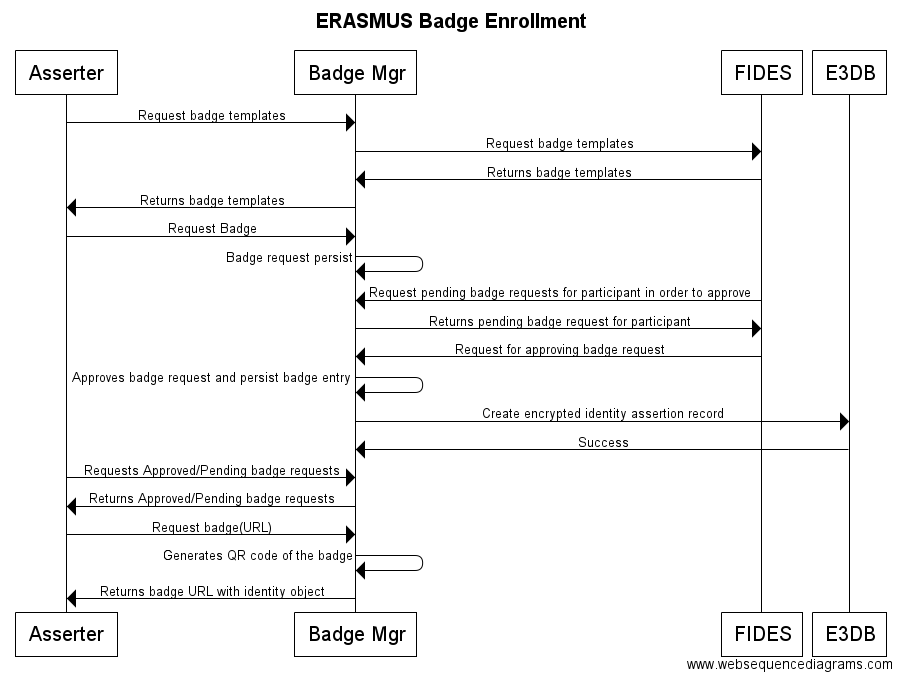 ERASMUS Badge Enrollment
Asserter
Badge Mgr
FIDES
E3DB
Request badge templates
Request badge templates
Returns badge templates
Returns badge templates
Request Badge
Badge request persist
Request pending badge requests for participant in order to approve
Returns pending badge request for participant
Request for approving badge request
Approves badge request and persist badge entry
Create encrypted identity assertion record
Success
Requests Approved/Pending badge requests
Returns Approved/Pending badge requests
Request badge(URL)
Generates QR code of the badge
Returns badge URL with identity object
Asserter
Badge Mgr
FIDES
E3DB
www.websequencediagrams.com